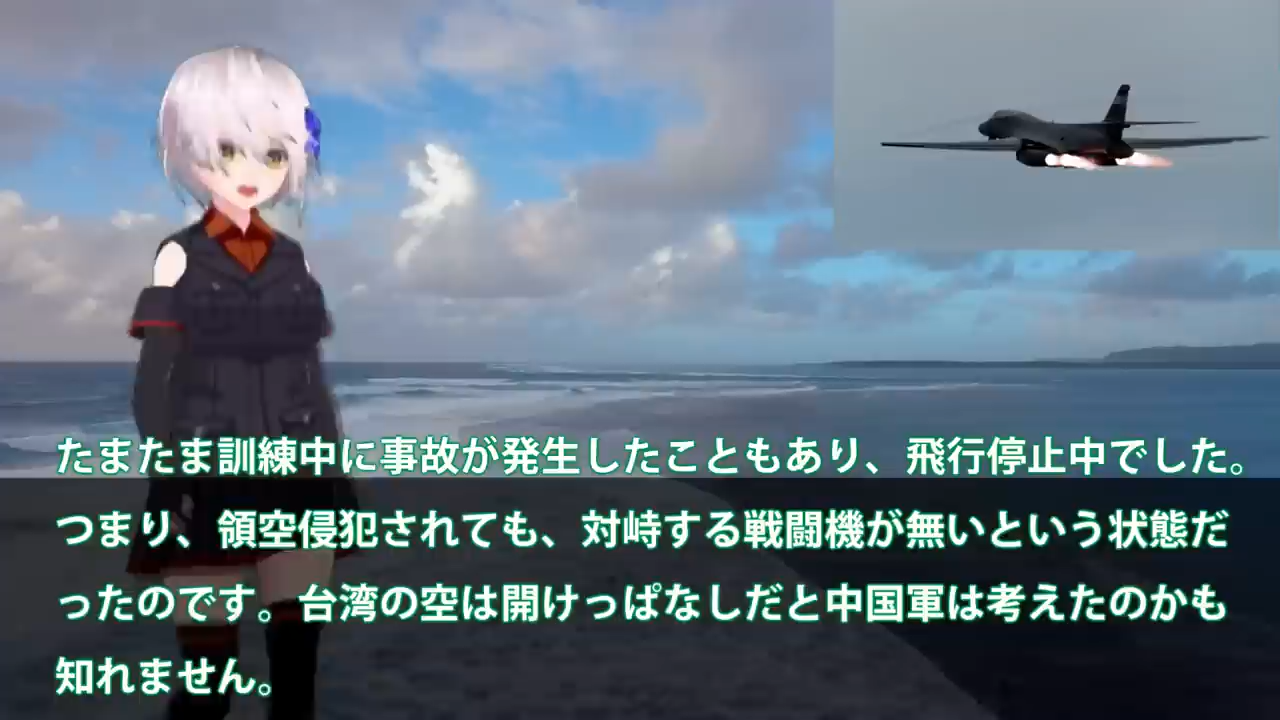 たまたま訓練中に事故が発生したこともあり、飛行停止中でした。
つまり、領空侵犯されても、対峙する戦闘機が無いという状態だ
ったのです。台湾の空は開けっぱなしだと中国軍は考えたのかも
知れません。